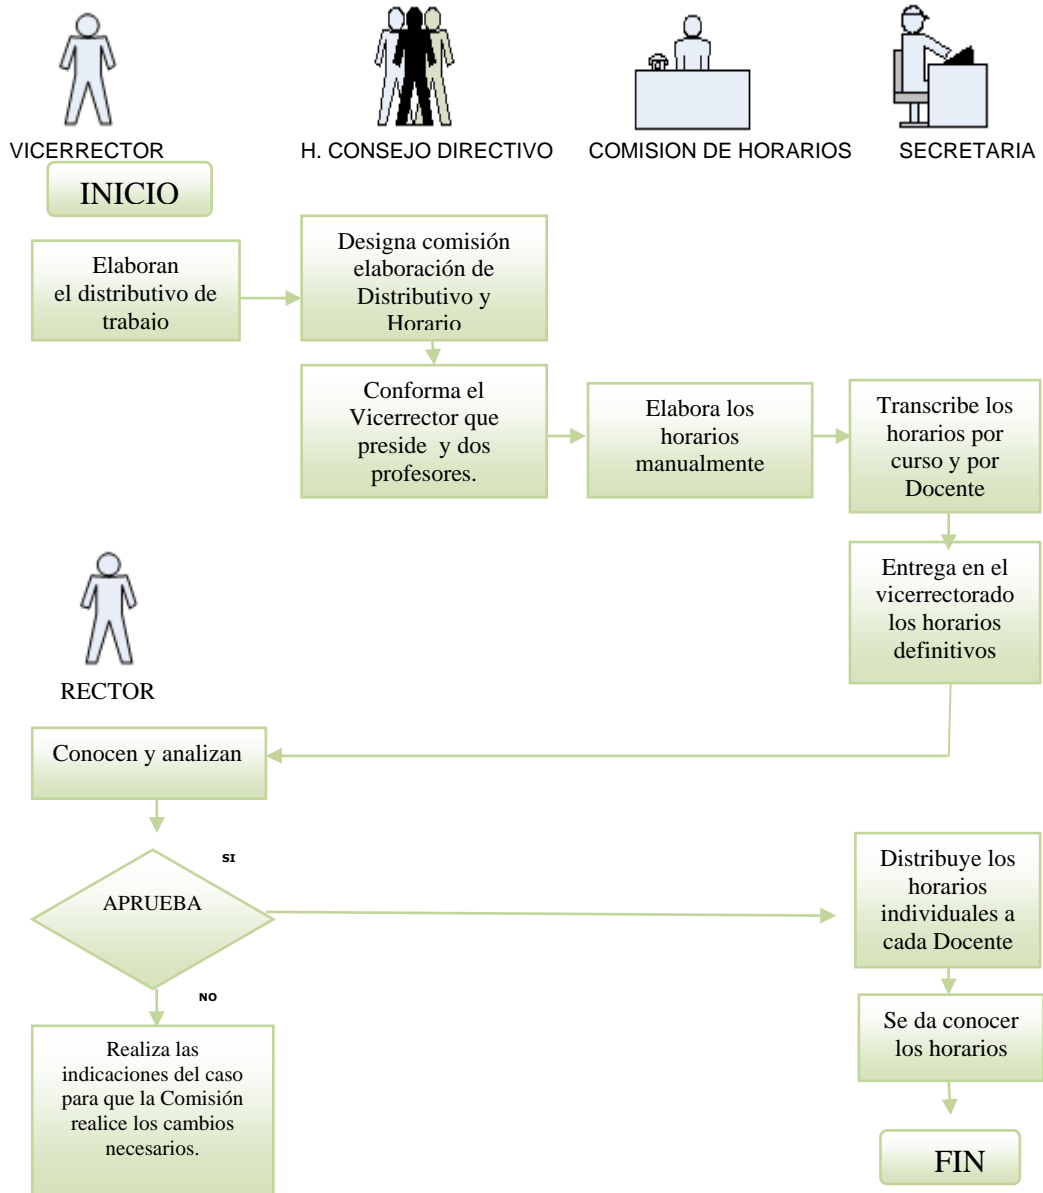 VICERRECTOR
H. CONSEJO DIRECTIVO
COMISION DE HORARIOS
SECRETARIA
INICIO
Elaboran
el distributivo de
trabajo
Designa comisión
elaboración de
Distributivo y
Horario
Conforma el
Vicerrector que
preside y dos
profesores.
Elabora los
horarios
manualmente
Transcribe los
horarios por
curso y por
Docente
Entrega en el
vicerrectorado
los horarios
definitivos
RECTOR
Conocen y analizan
APRUEBA
SI
NO
Realiza las
indicaciones del caso
para que la Comisión
realice los cambios
necesarios.
Distribuye los
horarios
individuales a
cada Docente
Se da conocer
los horarios
FIN